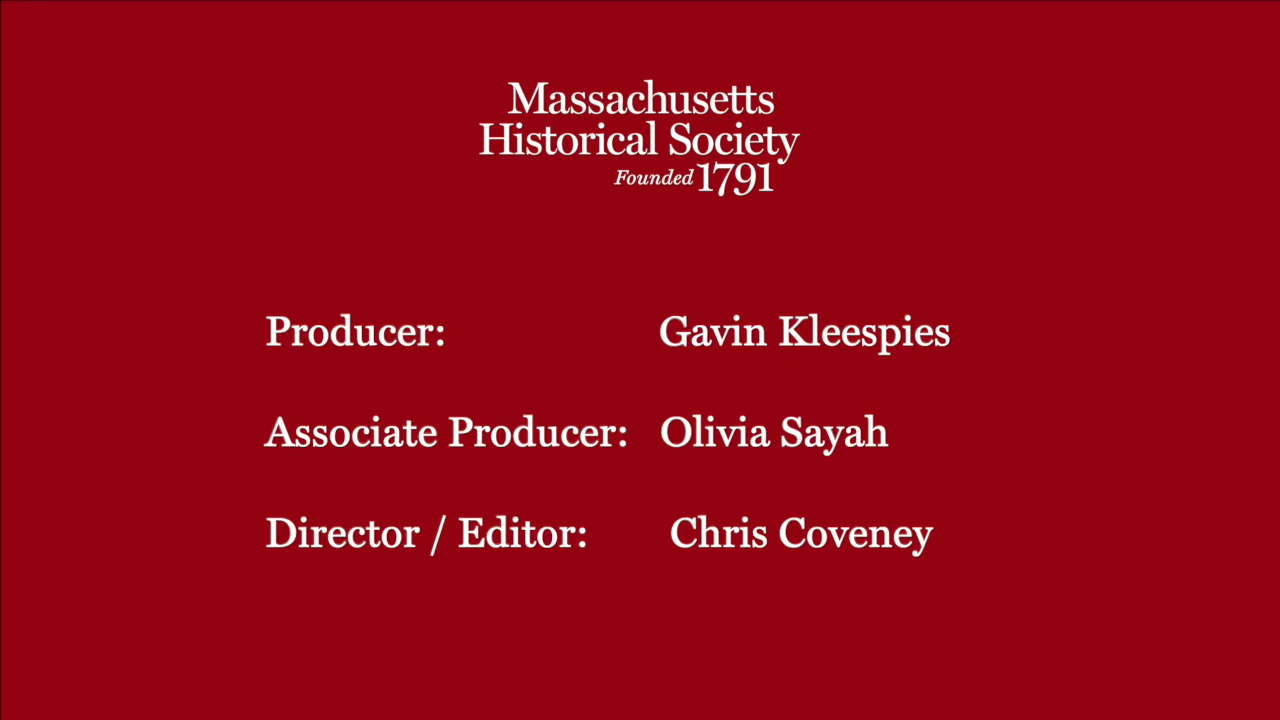 Massachusetts
Historical Society
Founded 1791
Producer: Gavin Kleespies
Associate Producer: Olivia Sayah
Director / Editor: Chris Coveney